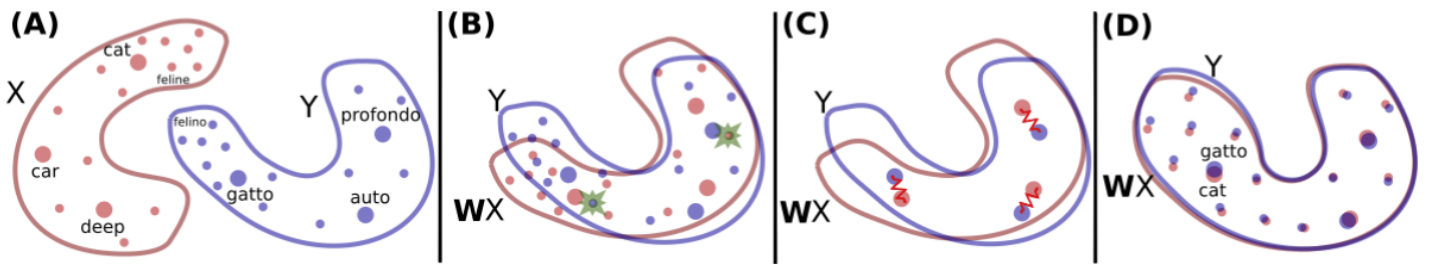 (A)
cat
feline
X
car
deep
Y
profondo
felino
gatto
auto
(B)
Y
WX
(C)
Y
WX
(D)
Y
gatto
cat
WX